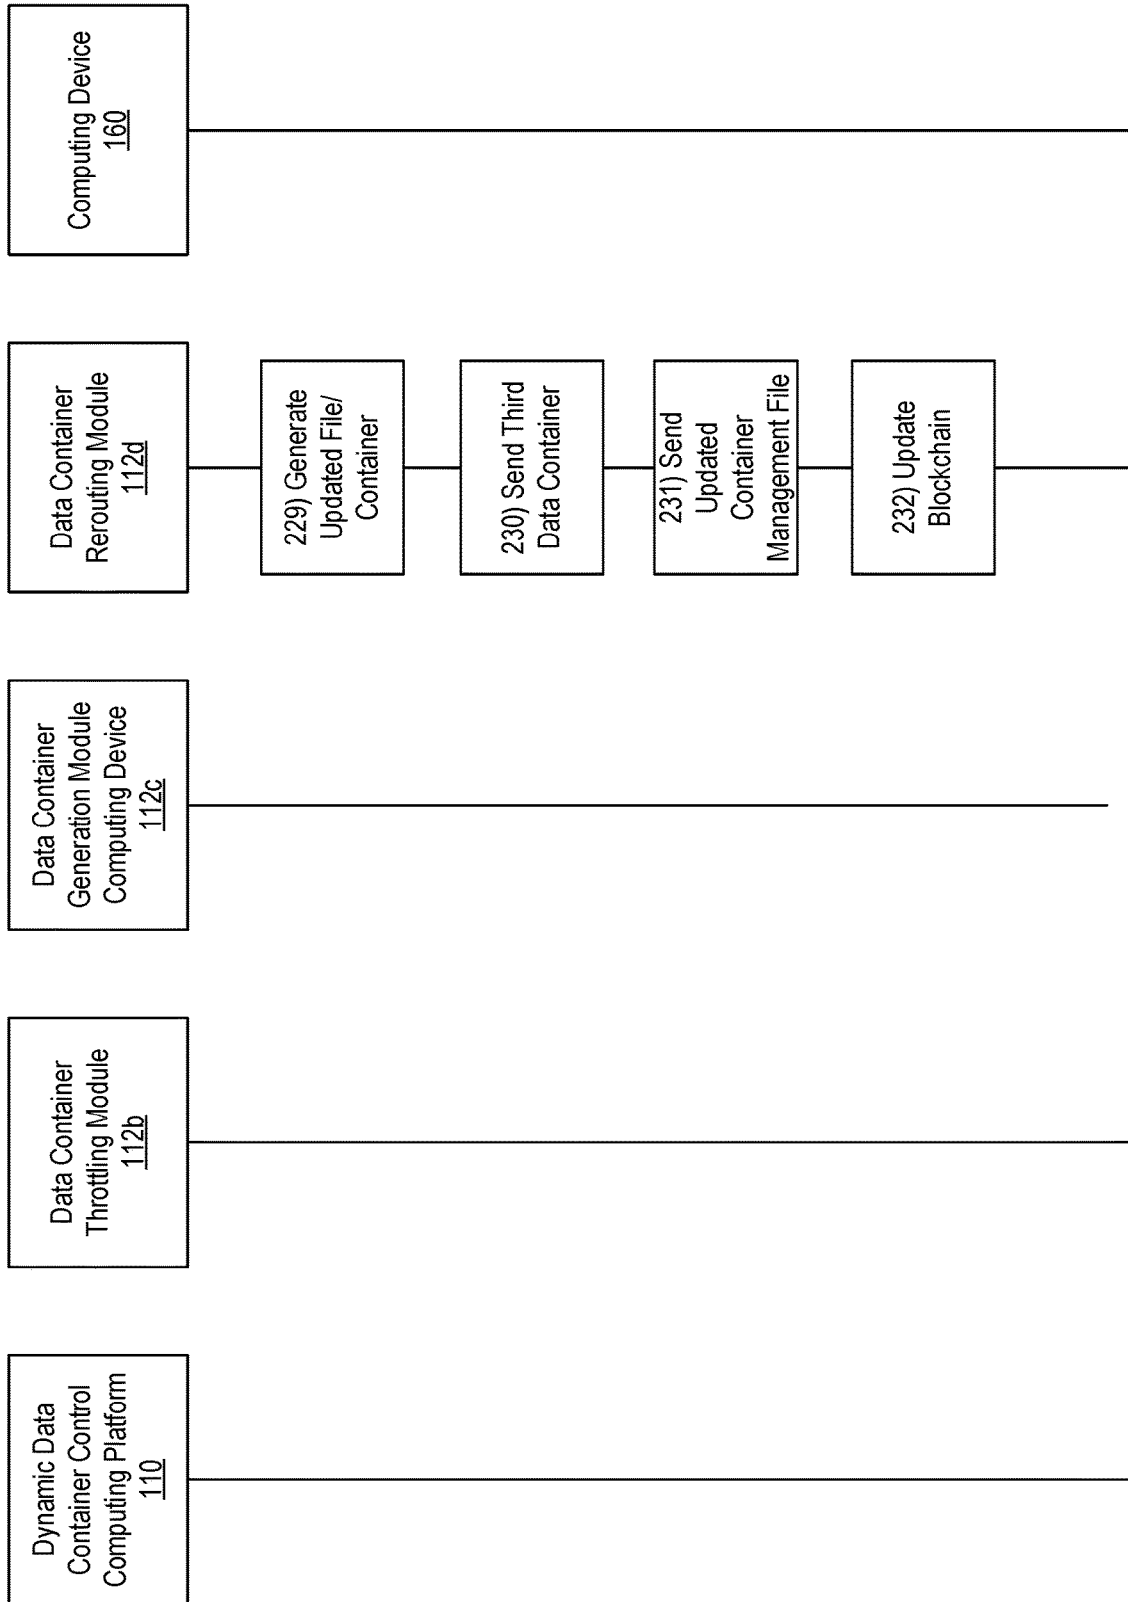 Dynamic Data
Container Control
Computing Platform
110
Data Container
Throttling Module
112b
Data Container
Generation Module
Computing Device
112c
Data Container
Rerouting Module
112d
Computing Device
160
229) Generate
Updated File/
Container
230) Send Third
Data Container
231) Send
Updated
Container
Management File
232) Update
Blockchain